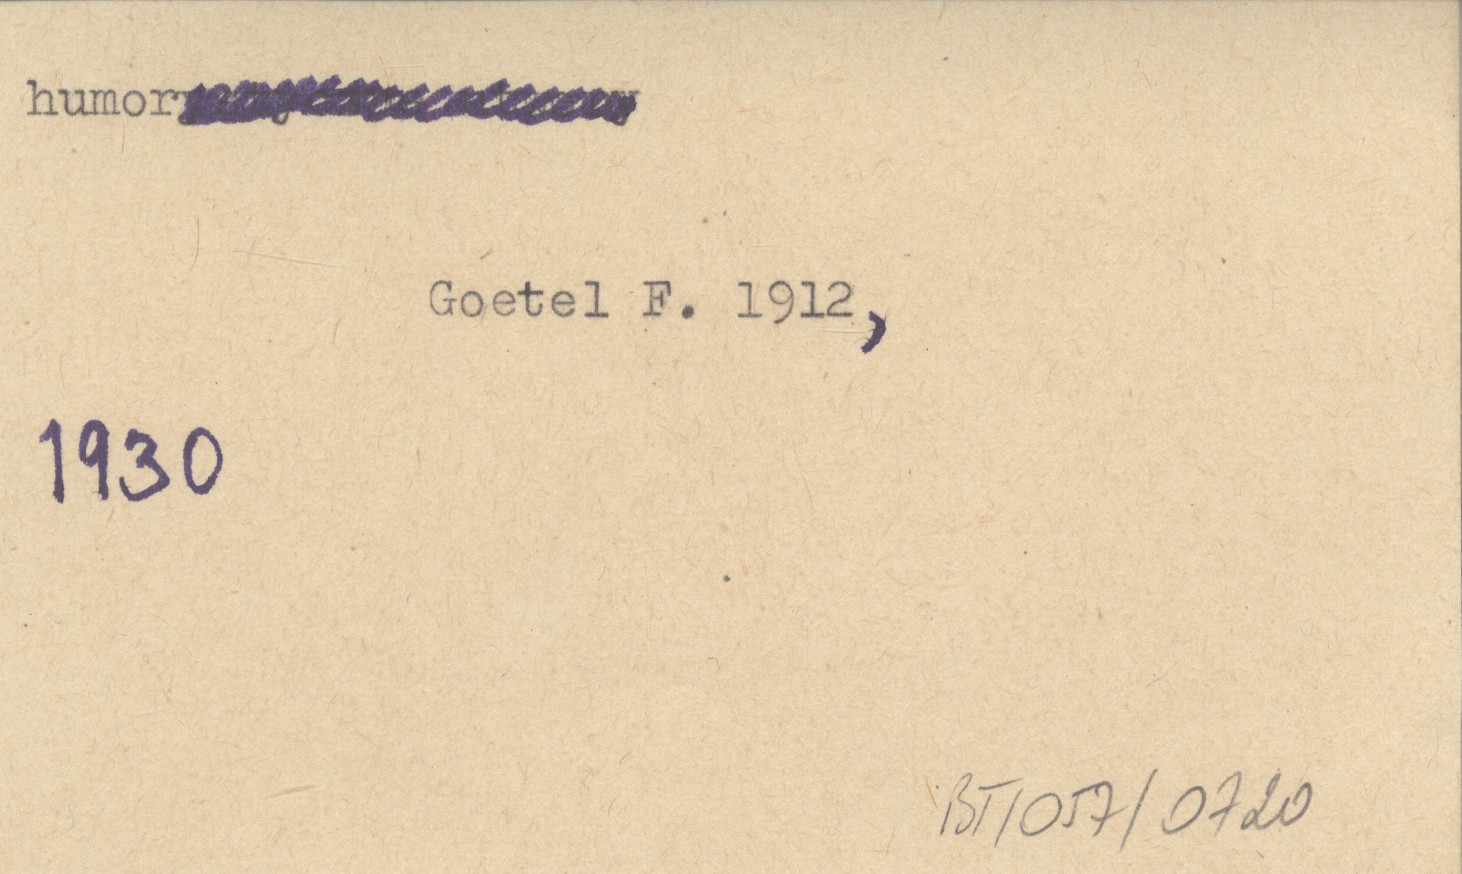 humor
Goetel F. 1912,
1930
BT/057/0720